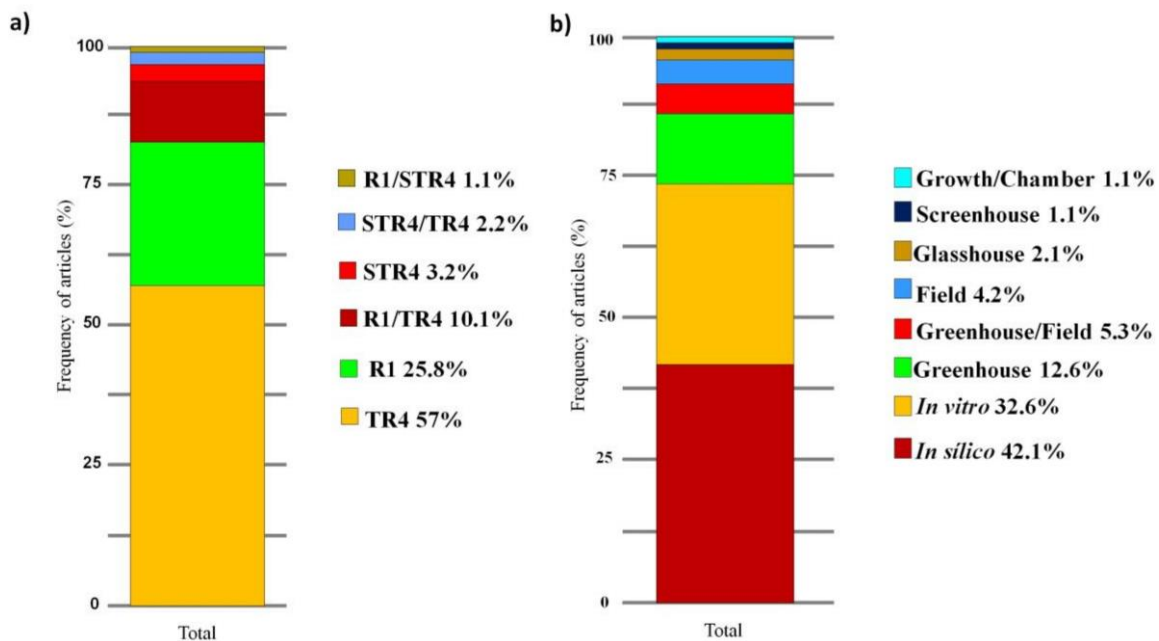 a)
100
75
50
25
0
Frequency of articles (%)
Total
R1/STR4 1.1%
STR4/TR4 2.2%
STR4 3.2%
R1/TR4 10.1%
R1 25.8%
TR4 57%
b)
100
75
50
25
0
Frequency of articles (%)
Total
Growth/Chamber 1.1%
Screenhouse 1.1%
Glasshouse 2.1%
Field 4.2%
Greenhouse/Field 5.3%
Greenhouse 12.6%
In vitro 32.6%
In sílico 42.1%